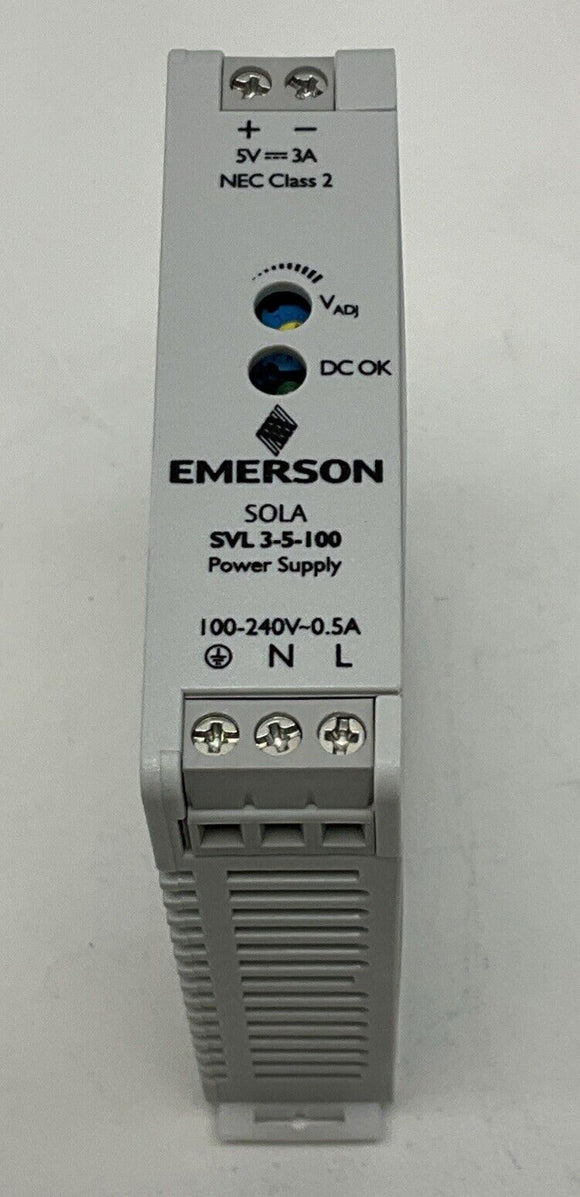 + −
5V⎓3A
NEC Class 2
VADJ
DC OK
EMERSON
SOLA
SVL 3-5-100
Power Supply
100-240V~0.5A
⏚ N L